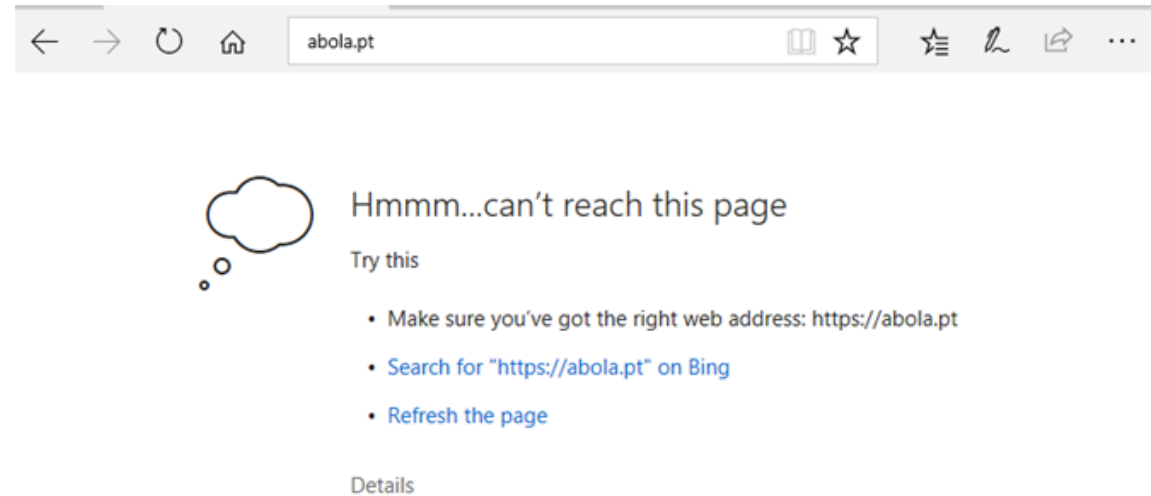 abola.pt
Hmmm...can't reach this page
Try this
• Make sure you've got the right web address: https://abola.pt
• Search for "https://abola.pt" on Bing
• Refresh the page
Details